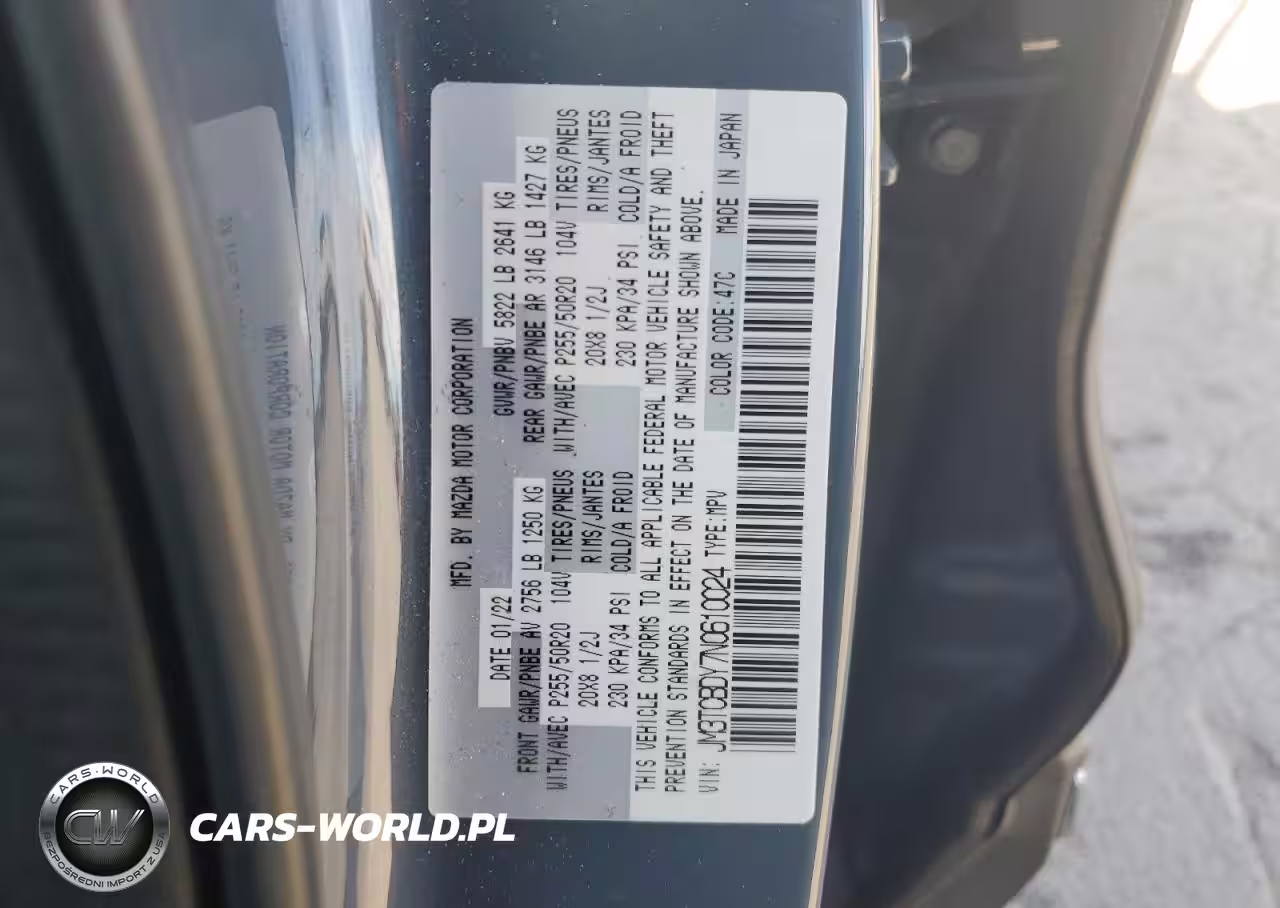 MFD. BY MAZDA MOTOR CORPORATION
DATE 01/22 GVWR/PNBV 5822 LB 2641 KG
FRONT GAWR/PNBE AV 2756 LB 1250 KG REAR GAWR/PNBE AR 3146 LB 1427 KG
WITH/AVEC P255/50R20 104V TIRES/PNEUS WITH/AVEC P255/50R20 104V TIRES/PNEUS
20X8 1/2J RIMS/JANTES 20X8 1/2J RIMS/JANTES
230 KPA/34 PSI COLD/A FROID 230 KPA/34 PSI COLD/A FROID
THIS VEHICLE CONFORMS TO ALL APPLICABLE FEDERAL MOTOR VEHICLE SAFETY AND THEFT
PREVENTION STANDARDS IN EFFECT ON THE DATE OF MANUFACTURE SHOWN ABOVE.
VIN: JM3TCBDY7N0610024 TYPE:MPV COLOR CODE:47C MADE IN JAPAN
CARS-WORLD
CW
BEZPOŚREDNI IMPORT Z USA
CARS-WORLD.PL